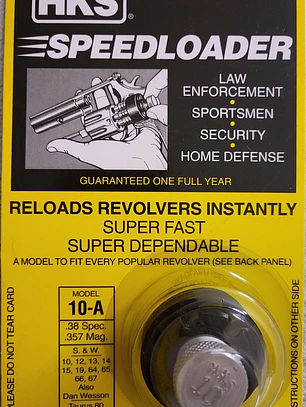 HKS®
SPEEDLOADER
LAW
ENFORCEMENT
•
SPORTSMEN
•
SECURITY
•
HOME DEFENSE
GUARANTEED ONE FULL YEAR
RELOADS REVOLVERS INSTANTLY
SUPER FAST
SUPER DEPENDABLE
A MODEL TO FIT EVERY POPULAR REVOLVER (SEE BACK PANEL)
MODEL
10-A
.38 Spec.
.357 Mag.
S. & W.
10, 12, 13, 14
15, 19, 64, 65
66, 67
Also
Dan Wesson
Taurus 80
PLEASE DO NOT TEAR CARD
INSTRUCTIONS ON OTHER SIDE